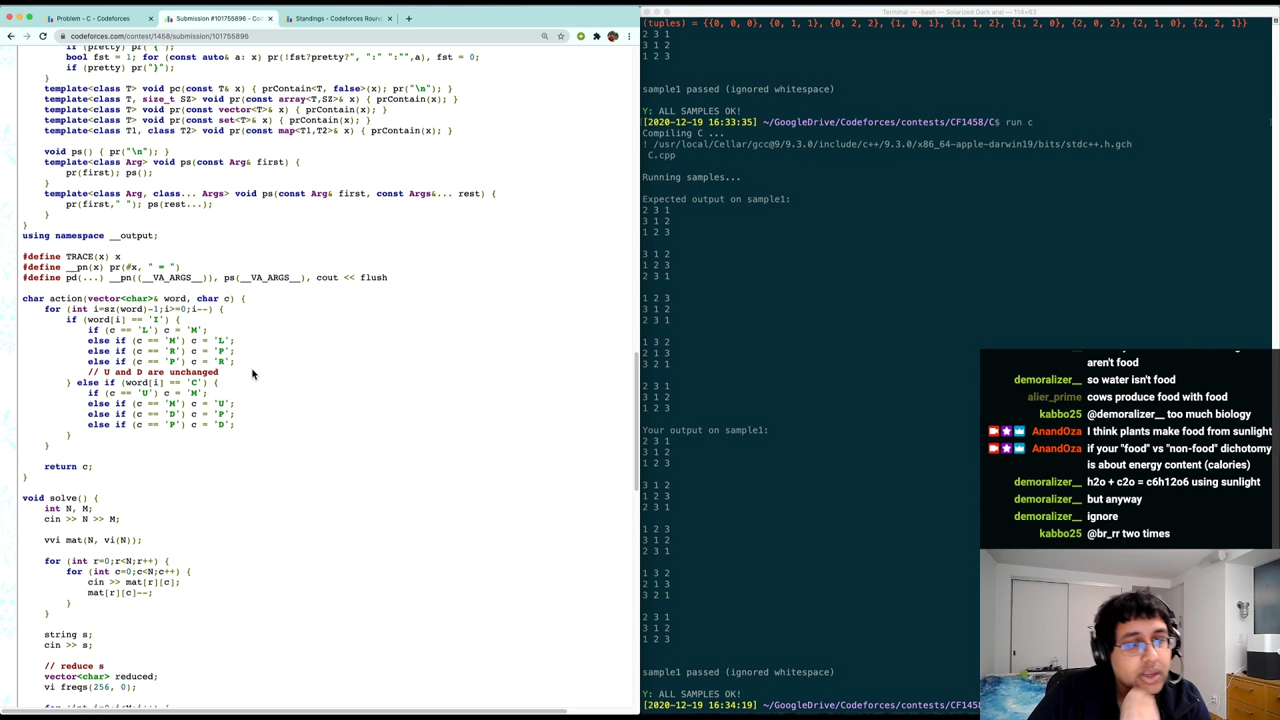 Problem - C - Codeforces
Submission #101755896 - Co
Standings - Codeforces Roun
codeforces.com/contest/1458/submission/101755896
if (pretty) pr("{");
bool fst = 1; for (const auto& a: x) pr(!fst?pretty?", ":" ":"",a), fst = 0;
if (pretty) pr("}");
}
template<class T> void pc(const T& x) { prContain<T, false>(x); pr("\n"); }
template<class T, size_t SZ> void pr(const array<T,SZ>& x) { prContain(x); }
template<class T> void pr(const vector<T>& x) { prContain(x); }
template<class T> void pr(const set<T>& x) { prContain(x); }
template<class T1, class T2> void pr(const map<T1,T2>& x) { prContain(x); }
void ps() { pr("\n"); }
template<class Arg> void ps(const Arg& first) {
pr(first); ps();
}
template<class Arg, class... Args> void ps(const Arg& first, const Args&... rest) {
pr(first," "); ps(rest...);
}
}
using namespace __output;
#define TRACE(x) x
#define __pn(x) pr(#x, " = ")
#define pd(...) __pn((__VA_ARGS__)), ps(__VA_ARGS__), cout << flush
char action(vector<char>& word, char c) {
for (int i=sz(word)-1;i>=0;i--) {
if (word[i] == 'I') {
if (c == 'L') c = 'M';
else if (c == 'M') c = 'L';
else if (c == 'R') c = 'P';
else if (c == 'P') c = 'R';
// U and D are unchanged
} else if (word[i] == 'C') {
if (c == 'U') c = 'M';
else if (c == 'M') c = 'U';
else if (c == 'D') c = 'P';
else if (c == 'P') c = 'D';
}
}
return c;
}
void solve() {
int N, M;
cin >> N >> M;
vvi mat(N, vi(N));
for (int r=0;r<N;r++) {
for (int c=0;c<N;c++) {
cin >> mat[r][c];
mat[r][c]--;
}
}
string s;
cin >> s;
// reduce s
vector<char> reduced;
vi freqs(256, 0);
Terminal — -bash — Solarized Dark ansi — 114×63
(tuples) = {{0, 0, 0}, {0, 1, 1}, {0, 2, 2}, {1, 0, 1}, {1, 1, 2}, {1, 2, 0}, {2, 0, 2}, {2, 1, 0}, {2, 2, 1}}
2 3 1
3 1 2
1 2 3
sample1 passed (ignored whitespace)
Y: ALL SAMPLES OK!
[2020-12-19 16:33:35] ~/GoogleDrive/Codeforces/contests/CF1458/C$ run c
Compiling C ...
! /usr/local/Cellar/gcc@9/9.3.0/include/c++/9.3.0/x86_64-apple-darwin19/bits/stdc++.h.gch
C.cpp
Running samples...
Expected output on sample1:
2 3 1
3 1 2
1 2 3
3 1 2
1 2 3
2 3 1
1 2 3
3 1 2
2 3 1
1 3 2
2 1 3
3 2 1
2 3 1
3 1 2
1 2 3
Your output on sample1:
2 3 1
3 1 2
1 2 3
3 1 2
1 2 3
2 3 1
1 2 3
3 1 2
2 3 1
1 3 2
2 1 3
3 2 1
2 3 1
3 1 2
1 2 3
sample1 passed (ignored whitespace)
Y: ALL SAMPLES OK!
[2020-12-19 16:34:19] ~/GoogleDrive/Codeforces/contests/CF1458
aren't food
demoralizer__ so water isn't food
alier_prime cows produce food with food
kabbo25 @demoralizer__ too much biology
AnandOza I think plants make food from sunlight
AnandOza if your "food" vs "non-food" dichotomy
is about energy content (calories)
demoralizer__ h2o + c2o = c6h12o6 using sunlight
demoralizer__ but anyway
demoralizer__ ignore
kabbo25 @br_rr two times